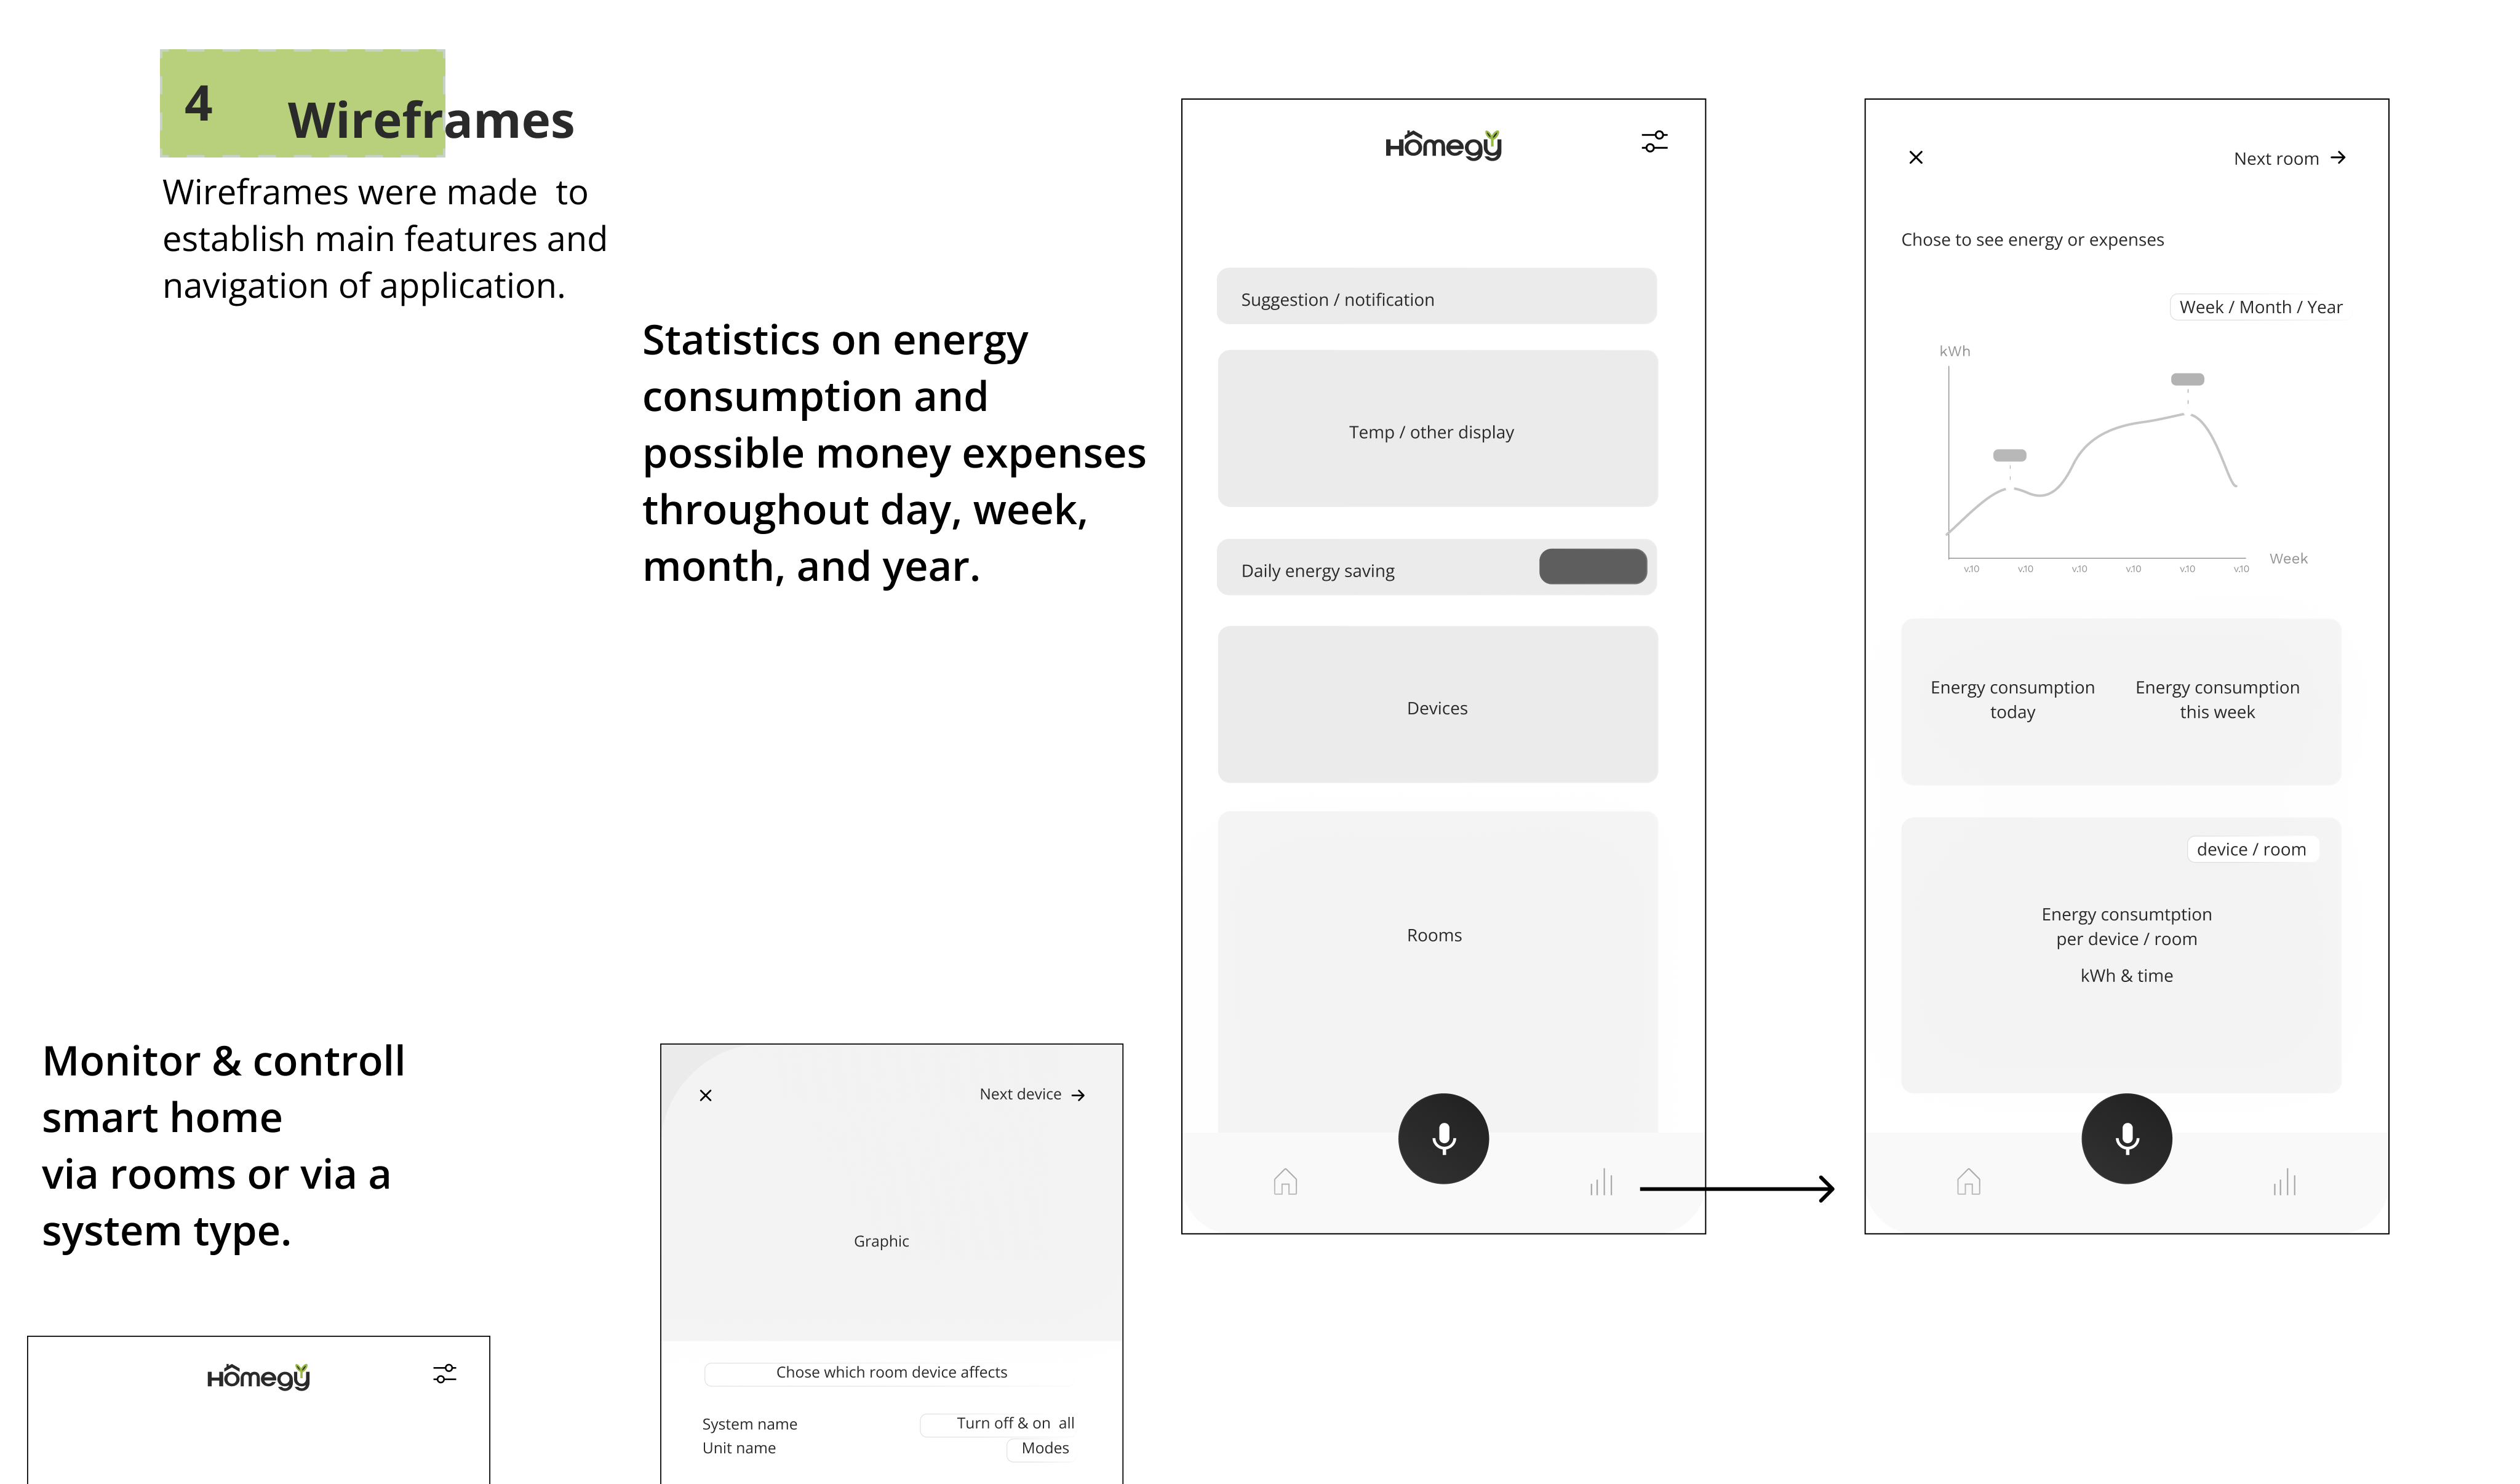 4
Wireframes
Wireframes were made  to
establish main features and
navigation of application.
Statistics on energy
consumption and
possible money expenses
throughout day, week,
month, and year.
Hômegy
Suggestion / notification
Temp / other display
Daily energy saving
Devices
Rooms
Next room
Chose to see energy or expenses
Week / Month / Year
kWh
Week
v.10 v.10 v.10 v.10 v.10 v.10
Energy consumption
today
Energy consumption
this week
device / room
Energy consumtption
per device / room
kWh & time
Monitor & controll
smart home
via rooms or via a
system type.
Hômegy
Next device
Graphic
Chose which room device affects
System name
Turn off & on  all
Unit name
Modes